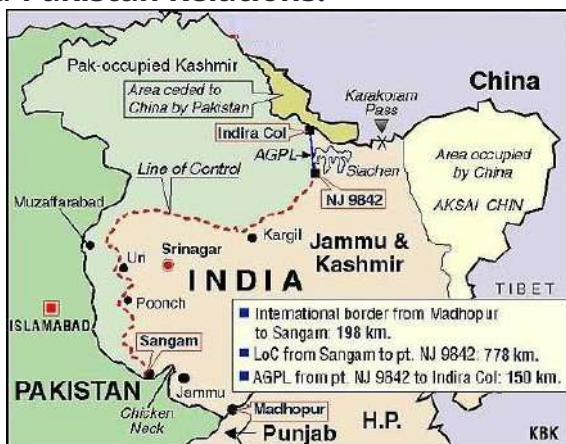 Pak-occupied Kashmir
Area ceded to
China by Pakistan
China
Karakoram
Pass
Indira Col
AGPL
Siachen
Area occupied
by China
AKSAI CHIN
Line of Control
NJ 9842
Muzaffarabad
Kargil
Jammu &
Kashmir
Uri
Srinagar
INDIA
TIBET
Poonch
ISLAMABAD
Sangam
International border from Madhopur
to Sangam: 198 km.
LoC from Sangam to pt. NJ 9842: 778 km.
AGPL from pt. NJ 9842 to Indira Col: 150 km.
PAKISTAN
Chicken
Neck
Jammu
Madhopur
Punjab
H.P.
KBK